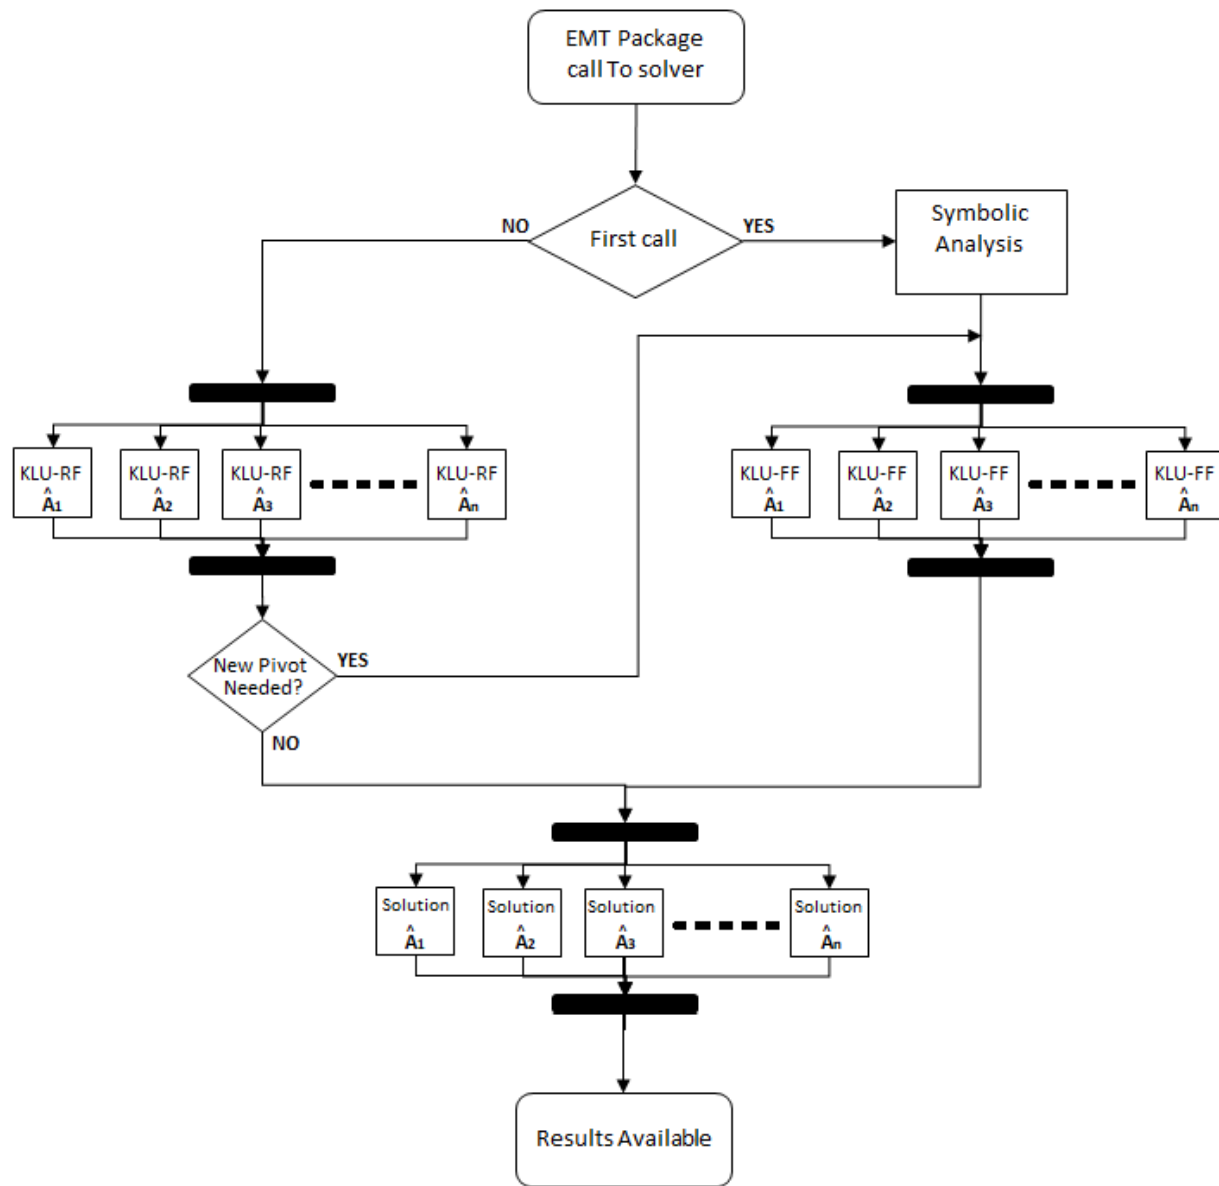 EMT Package
call To solver
First call
NO
YES
Symbolic
Analysis
KLU-RF
Â1
KLU-RF
Â2
KLU-RF
Â3
KLU-RF
Ân
KLU-FF
Â1
KLU-FF
Â2
KLU-FF
Â3
KLU-FF
Ân
New Pivot
Needed?
YES
NO
Solution
Â1
Solution
Â2
Solution
Â3
Solution
Ân
Results Available